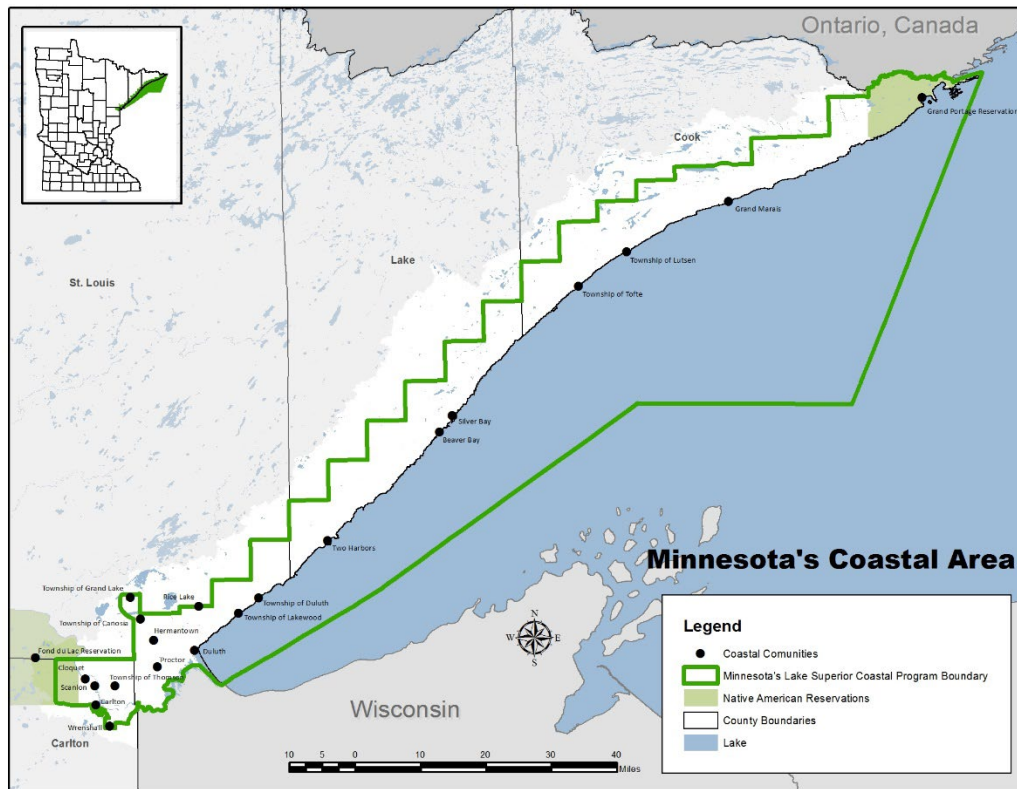 Ontario, Canada
Grand Portage Reservation
Cook
Grand Marais
Lake
Township of Lutsen
St. Louis
Township of Tofte
Silver Bay
Beaver Bay
Two Harbors
Minnesota's Coastal Area
Township of Grand Lake
Rice Lake
Township of Duluth
Township of Lakewood
Township of Canosia
Hermantown
N
W E
S
Fond du Lac Reservation
Duluth
Proctor
Cloquet
Township of Thomson
Scanlon
Carlton
Wrenshall
Carlton
Wisconsin
10 5 0 10 20 30 40
Miles
Legend
Coastal Comunities
Minnesota's Lake Superior Coastal Program Boundary
Native American Reservations
County Boundaries
Lake